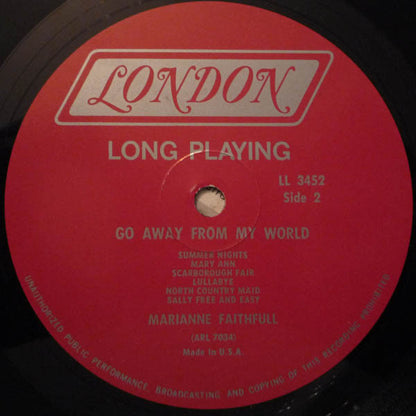 LONDON
LONG PLAYING
LL 3452
Side 2
GO AWAY FROM MY WORLD
SUMMER NIGHTS
MARY ANN
SCARBOROUGH FAIR
LULLABYE
NORTH COUNTRY MAID
SALLY FREE AND EASY
MARIANNE FAITHFULL
(ARL 7034)
Made in U.S.A.
UNAUTHORIZED PUBLIC PERFORMANCE, BROADCASTING AND COPYING OF THIS RECORDING PROHIBITED